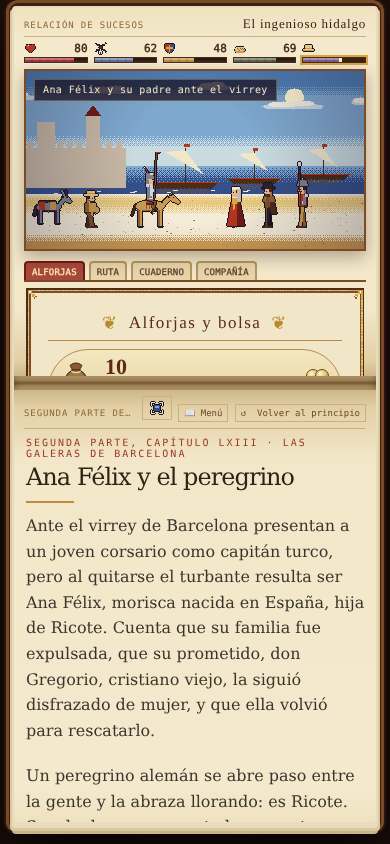 RELACIÓN DE SUCESOS
El ingenioso hidalgo
80 62 48 69
Ana Félix y su padre ante el virrey
ALFORJAS RUTA CUADERNO COMPAÑÍA
❦ Alforjas y bolsa ❦
10
SEGUNDA PARTE DE… Menú ↺ Volver al principio
SEGUNDA PARTE, CAPÍTULO LXIII · LAS
GALERAS DE BARCELONA
Ana Félix y el peregrino
Ante el virrey de Barcelona presentan a
un joven corsario como capitán turco,
pero al quitarse el turbante resulta ser
Ana Félix, morisca nacida en España, hija
de Ricote. Cuenta que su familia fue
expulsada, que su prometido, don
Gregorio, cristiano viejo, la siguió
disfrazado de mujer, y que ella volvió
para rescatarlo.
Un peregrino alemán se abre paso entre
la gente y la abraza llorando: es Ricote.